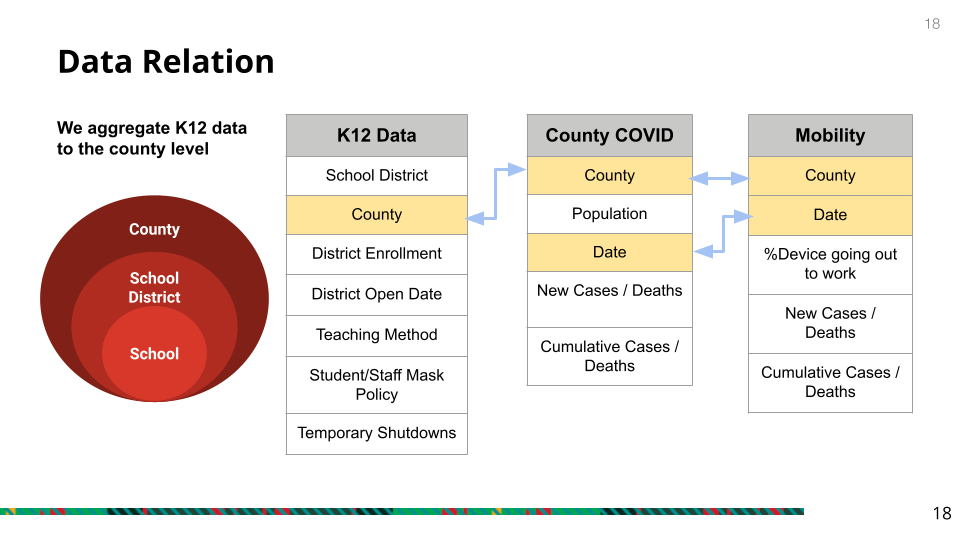 18
Data Relation
We aggregate K12 data
to the county level
County
School
District
School
K12 Data
School District
County
District Enrollment
District Open Date
Teaching Method
Student/Staff Mask
Policy
Temporary Shutdowns
County COVID
County
Population
Date
New Cases / Deaths
Cumulative Cases /
Deaths
Mobility
County
Date
%Device going out
to work
New Cases /
Deaths
Cumulative Cases /
Deaths
18